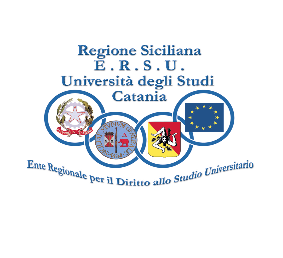 Regione Siciliana
E . R . S . U .
Università degli Studi
Catania
Ente Regionale per il Diritto allo Studio Universitario